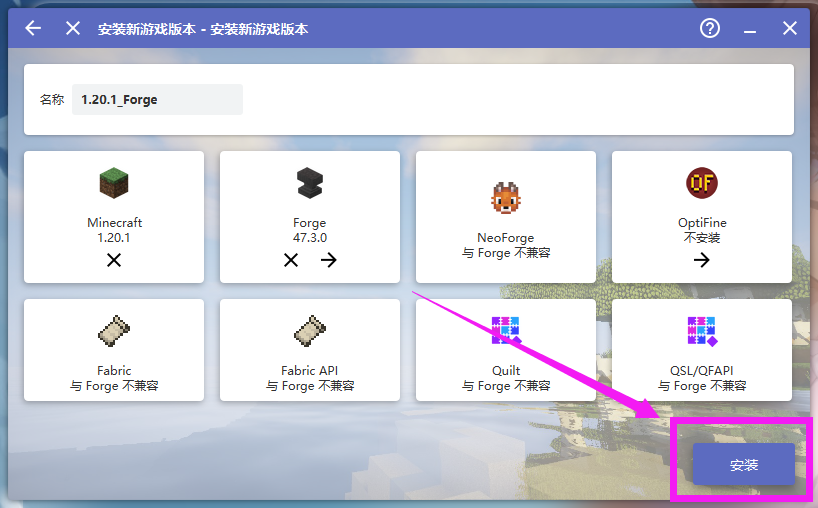 安装新游戏版本 - 安装新游戏版本
名称 1.20.1_Forge
Minecraft
1.20.1
Forge
47.3.0
NeoForge
与 Forge 不兼容
OF
OptiFine
不安装
Fabric
与 Forge 不兼容
Fabric API
与 Forge 不兼容
Quilt
与 Forge 不兼容
QSL/QFAPI
与 Forge 不兼容
安装